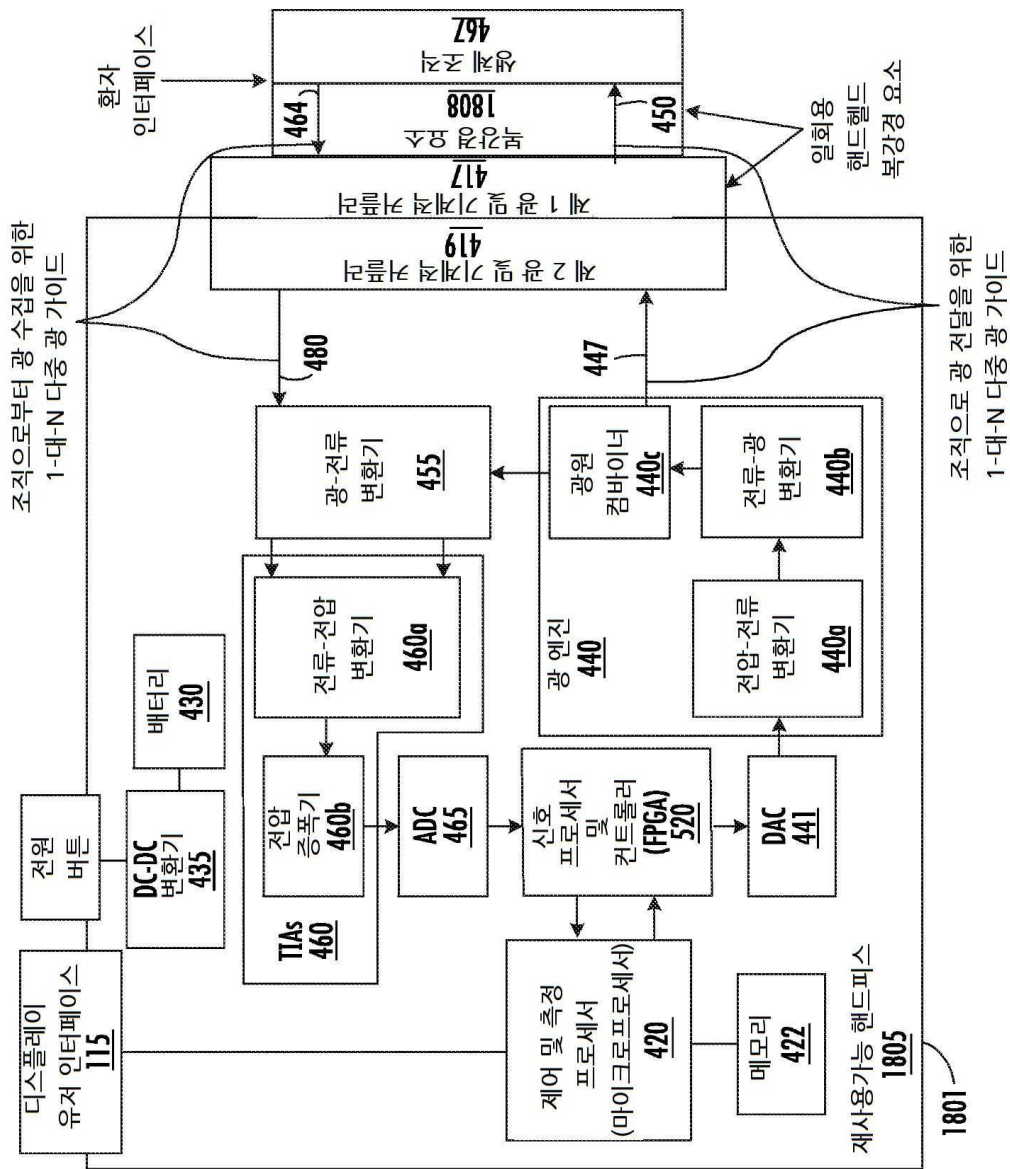 디스플레이
유저 인터페이스
115
전원
버튼
DC-DC
변환기
435
배터리
430
조직으로부터 광 수집을 위한
1-대-N 다중 광 가이드
환자
인터페이스
TIAs
460
전압
증폭기
460b
전류-전압
변환기
460a
광-전류
변환기
455
480
제 2 광 및 기계적 커플러
419
제 1 광 및 기계적 커플러
417
복강경 요소
1808
464
생체 조직
467
ADC
465
제어 및 측정
프로세서
(마이크로프로세서)
420
신호
프로세서
및
컨트롤러
(FPGA)
520
광 엔진
440
광원
컴바이너
440c
447
450
일회용
핸드헬드
복강경 요소
메모리
422
DAC
441
전압-전류
변환기
440a
전류-광
변환기
440b
재사용가능 핸드피스
1805
1801
조직으로 광 전달을 위한
1-대-N 다중 광 가이드